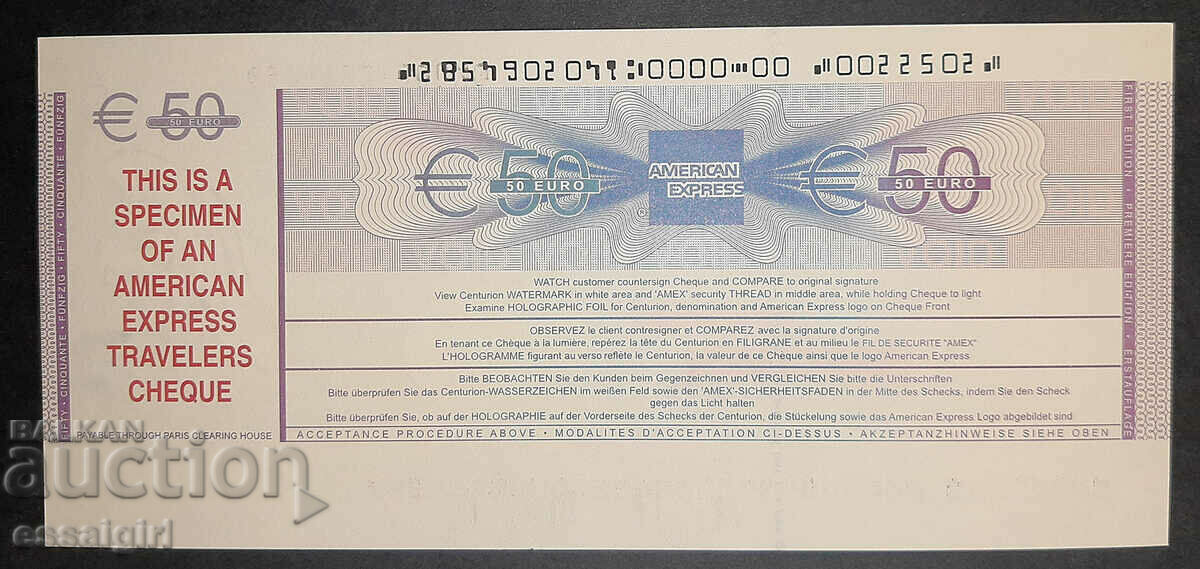 2854902041:0000"00 0022502
€ 50
50 EURO
THIS IS A
SPECIMEN
OF AN
AMERICAN
EXPRESS
TRAVELERS
CHEQUE
PAYABLE THROUGH PARIS CLEARING HOUSE
FIFTY • CINQUANTE • FÜNFZIG • FIFTY • CINQUANTE • FÜNFZIG
€ 50
50 EURO
AMERICAN
EXPRESS
®
€ 50
50 EURO
WATCH customer countersign Cheque and COMPARE to original signature
View Centurion WATERMARK in white area and 'AMEX' security THREAD in middle area, while holding Cheque to light
Examine HOLOGRAPHIC FOIL for Centurion, denomination and American Express logo on Cheque Front
OBSERVEZ le client contresigner et COMPAREZ avec la signature d'origine
En tenant ce Chèque à la lumière, repérez la tête du Centurion en FILIGRANE et au milieu le FIL DE SECURITE "AMEX"
L'HOLOGRAMME figurant au verso reflète le Centurion, la valeur de ce Chèque ainsi que le logo American Express
Bitte BEOBACHTEN Sie den Kunden beim Gegenzeichnen und VERGLEICHEN Sie bitte die Unterschriften
Bitte überprüfen Sie das Centurion-WASSERZEICHEN im weißen Feld sowie den 'AMEX'-SICHERHEITSFADEN in der Mitte des Schecks, indem Sie den Scheck
gegen das Licht halten
Bitte überprüfen Sie, ob auf der HOLOGRAPHIE auf der Vorderseite des Schecks der Centurion, die Stückelung sowie das American Express Logo abgebildet sind
ACCEPTANCE PROCEDURE ABOVE • MODALITES D'ACCEPTATION CI-DESSUS • AKZEPTANZHINWEISE SIEHE OBEN
FIRST EDITION • PREMIERE EDITION • ERSTAUFLAGE
BALKAN
auction
essaigirl